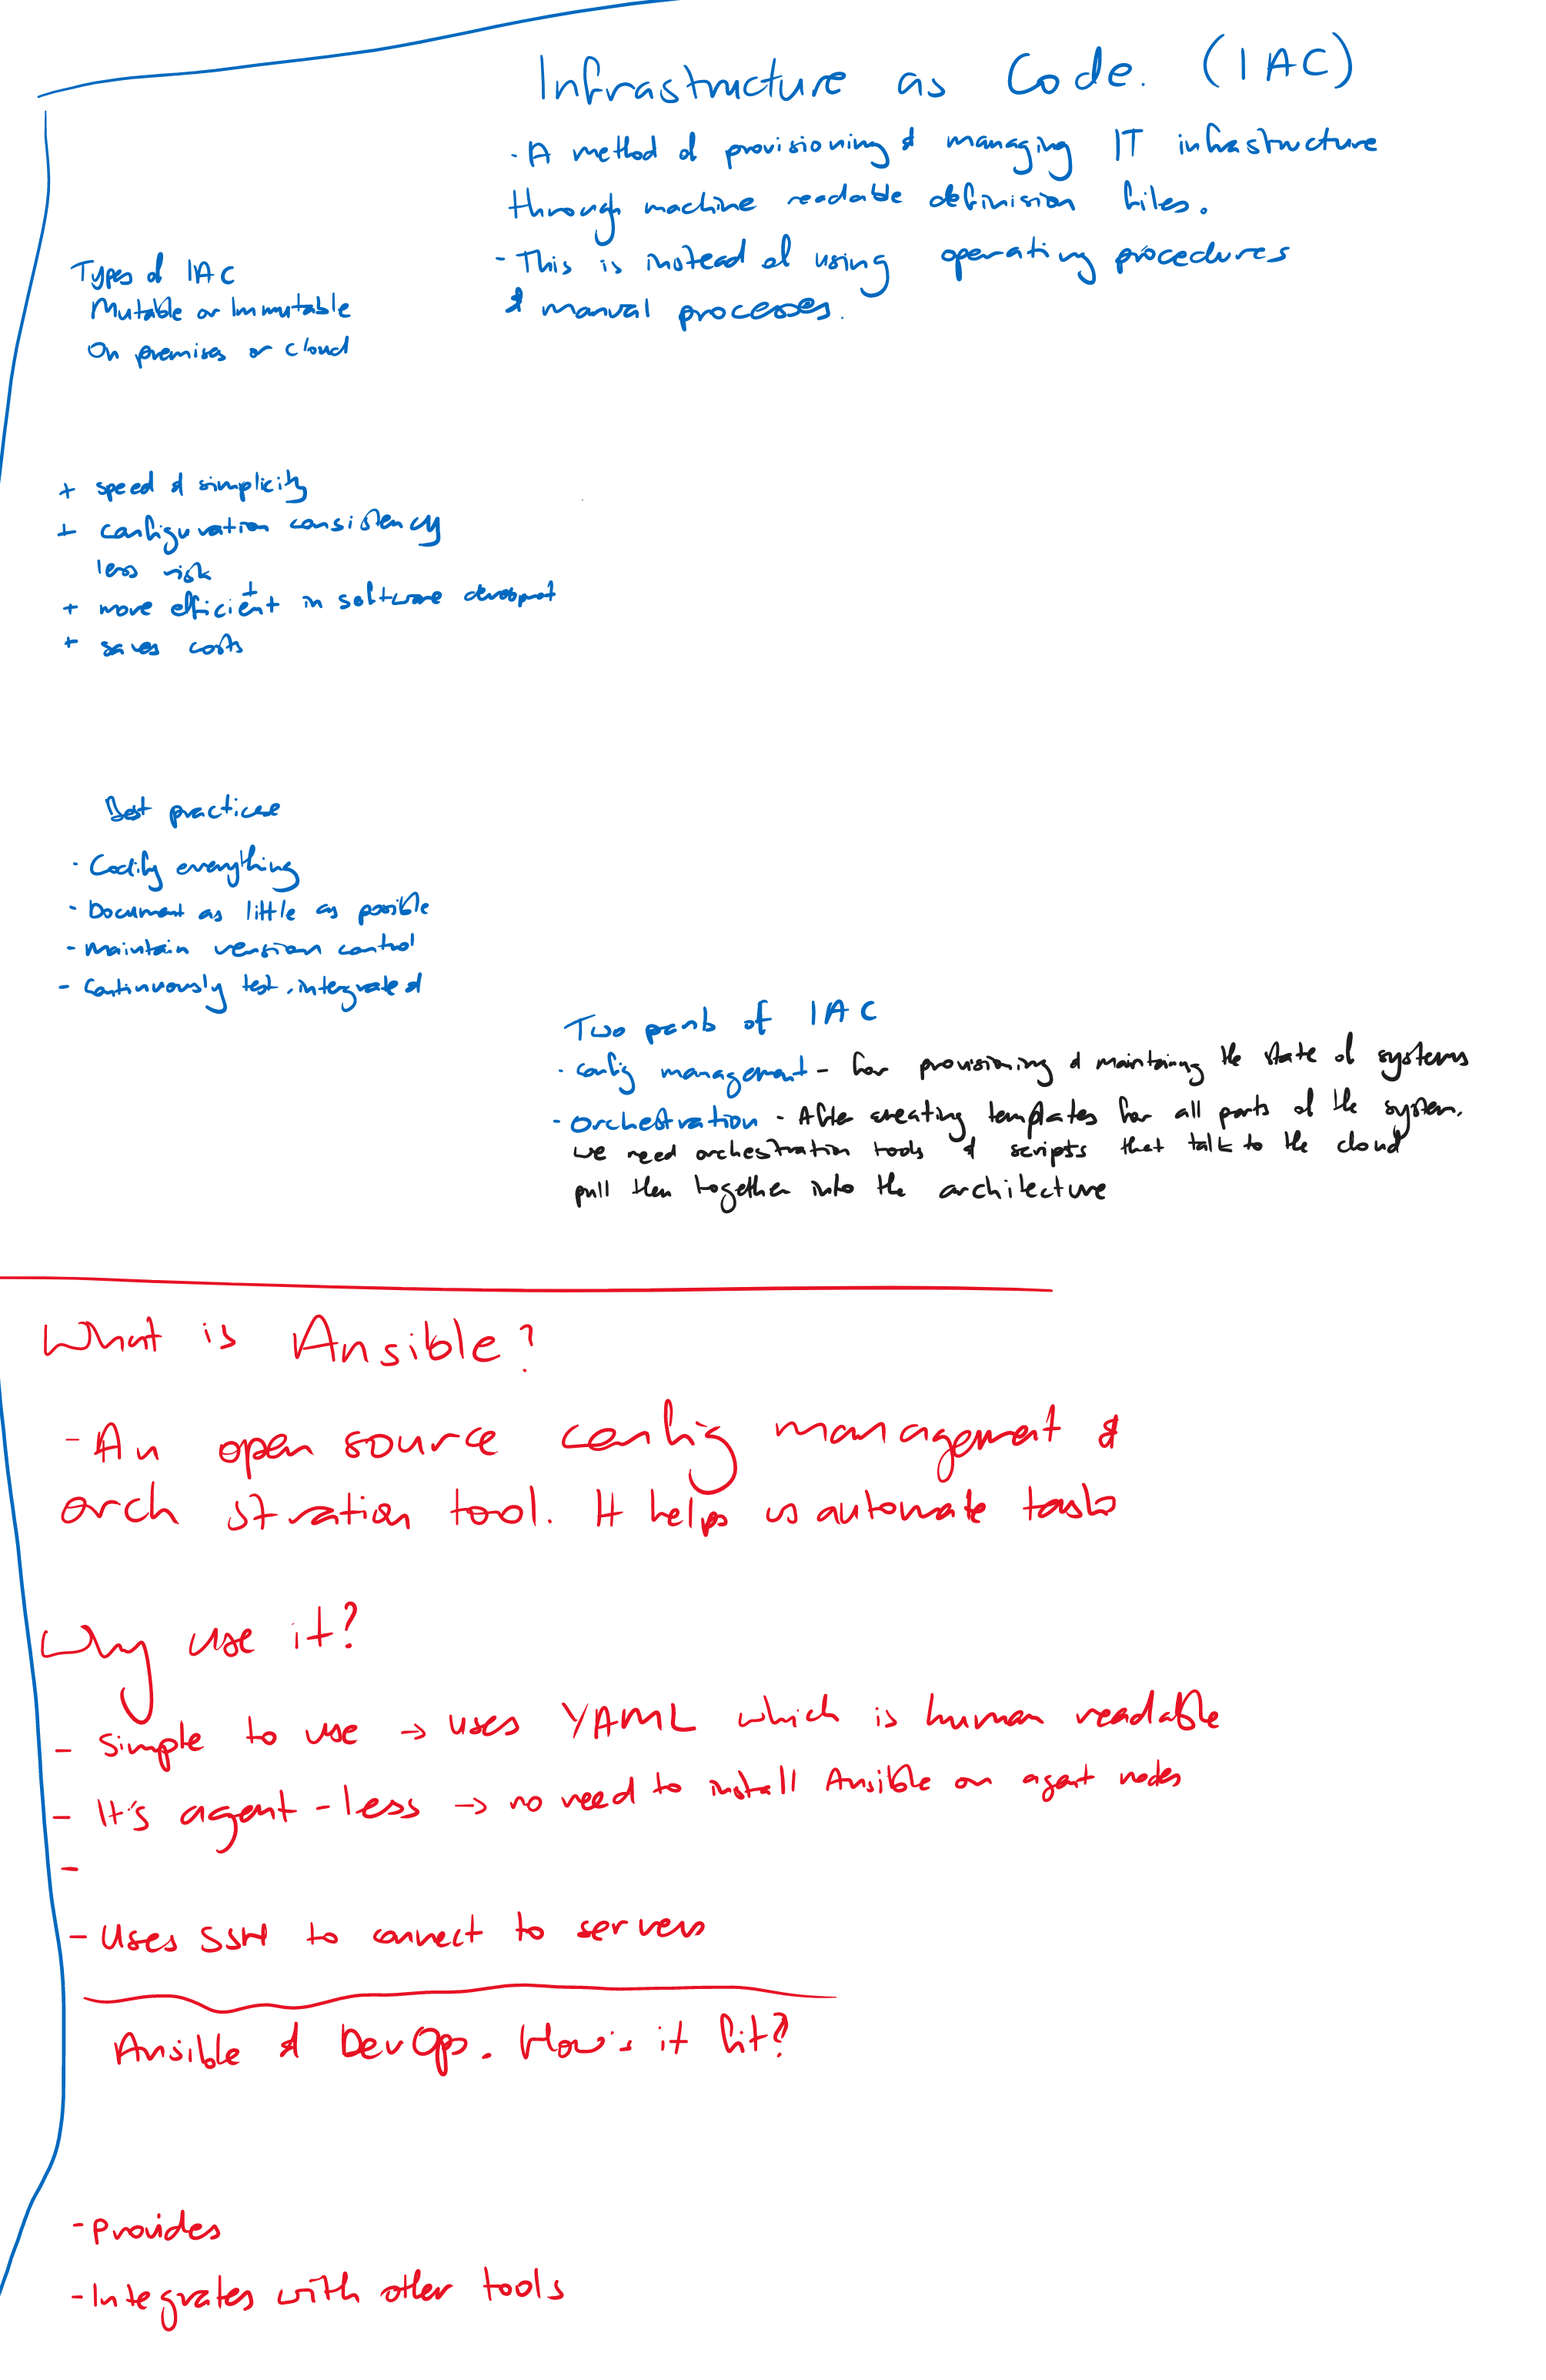 Infrastructure as Code. (IAC)
- A method of provisioning & managing IT infrastructure
through machine readable definision files.
- This is instead of using operating procedures
& manual processes.
Types of IAC
Mutable or Immutable
On premises or cloud
+ speed & simplicity
+ configuration consistency
less risk
+ more efficient in software
+ saves costs
Best practices
- Codify everything
- Document as little as possible
- maintain version control
- Continuously test, integrate &
Two parts of IAC
- config management - for provisioning & maintaining the state of systems
- orchestration - After creating templates for all parts of the system.
we need orchestration tools & scripts that talk to the cloud
pull them together into the architecture
What is Ansible?
- An open source config management &
orch stration tool. It helps us automate tasks
Why use it?
- Simple to use → uses YAML which is human readable
- It's agent-less → no need to install Ansible on agent nodes
-
- Uses SSH to connect to servers
Ansible & DevOps. How is it fit?
- Provides
- Integrates with other tools